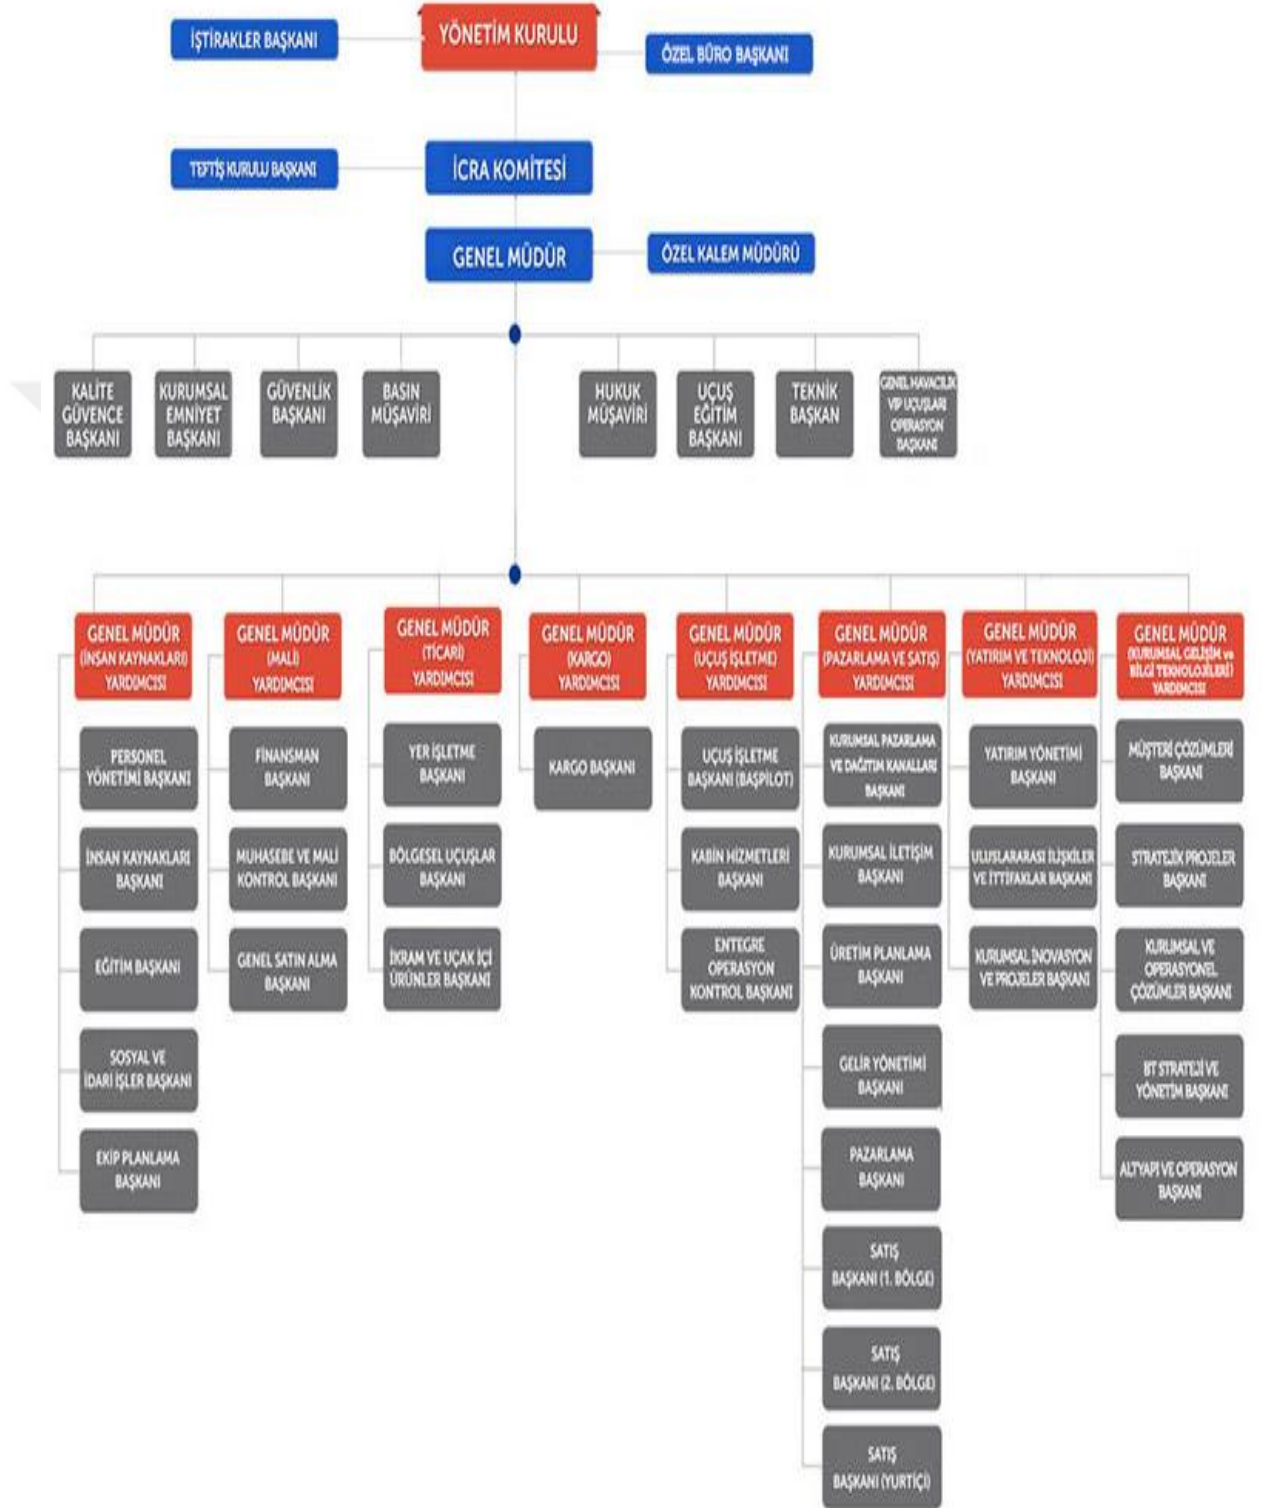 YÖNETİM KURULU
İŞTİRAKLER BAŞKANI
ÖZEL BÜRO BAŞKANI
TEFTİŞ KURULU BAŞKANI
İCRA KOMİTESİ
GENEL MÜDÜR
ÖZEL KALEM MÜDÜRÜ
KALİTE
GÜVENCE
BAŞKANI
KURUMSAL
EMNİYET
BAŞKANI
GÜVENLİK
BAŞKANI
BASIN
MÜŞAVİRİ
HUKUK
MÜŞAVİRİ
UÇUŞ
EĞİTİM
BAŞKANI
TEKNİK
BAŞKAN
GENEL HAVACILIK
VIP UÇUŞLARI
OPERASYON
BAŞKANI
GENEL MÜDÜR
(İNSAN KAYNAKLARI)
YARDIMCISI
PERSONEL
YÖNETİMİ BAŞKANI
İNSAN KAYNAKLARI
BAŞKANI
EĞİTİM BAŞKANI
SOSYAL VE
İDARİ İŞLER BAŞKANI
EKİP PLANLAMA
BAŞKANI
GENEL MÜDÜR
(MALİ)
YARDIMCISI
FİNANSMAN
BAŞKANI
MUHASEBE VE MALİ
KONTROL BAŞKANI
GENEL SATIN ALMA
BAŞKANI
GENEL MÜDÜR
(TİCARİ)
YARDIMCISI
YER İŞLETME
BAŞKANI
BÖLGESEL UÇUŞLAR
BAŞKANI
İKRAM VE UÇAK İÇİ
ÜRÜNLER BAŞKANI
GENEL MÜDÜR
(KARGO)
YARDIMCISI
KARGO BAŞKANI
GENEL MÜDÜR
(UÇUŞ İŞLETME)
YARDIMCISI
UÇUŞ İŞLETME
BAŞKANI (BAŞPİLOT)
KABİN HİZMETLERİ
BAŞKANI
ENTEGRE
OPERASYON
KONTROL BAŞKANI
GENEL MÜDÜR
(PAZARLAMA VE SATIŞ)
YARDIMCISI
KURUMSAL PAZARLAMA
VE DAĞITIM KANALLARI
BAŞKANI
KURUMSAL İLETİŞİM
BAŞKANI
ÜRETİM PLANLAMA
BAŞKANI
GELİR YÖNETİMİ
BAŞKANI
PAZARLAMA
BAŞKANI
SATIŞ
BAŞKANI (1. BÖLGE)
SATIŞ
BAŞKANI (2. BÖLGE)
SATIŞ
BAŞKANI (YURTİÇİ)
GENEL MÜDÜR
(YATIRIM VE TEKNOLOJİ)
YARDIMCISI
YATIRIM YÖNETİMİ
BAŞKANI
ULUSLARARASI İLİŞKİLER
VE İTTİFAKLAR BAŞKANI
KURUMSAL İNOVASYON
VE PROJELER BAŞKANI
GENEL MÜDÜR
(KURUMSAL GELİŞİM ve
BİLGİ TEKNOLOJİLERİ)
YARDIMCISI
MÜŞTERİ ÇÖZÜMLERİ
BAŞKANI
STRATEJİK PROJELER
BAŞKANI
KURUMSAL VE
OPERASYONEL
ÇÖZÜMLER BAŞKANI
BT STRATEJİ VE
YÖNETİM BAŞKANI
ALTYAPI VE OPERASYON
BAŞKANI